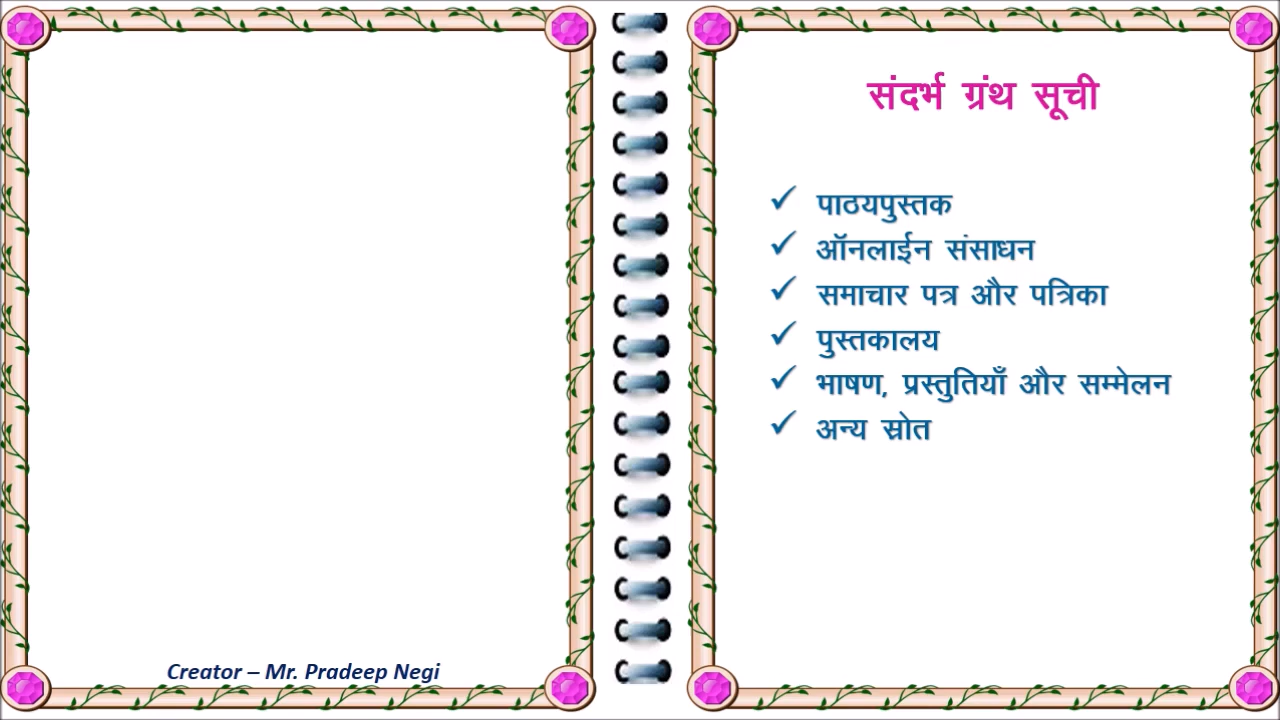 Creator – Mr. Pradeep Negi
संदर्भ ग्रंथ सूची
✓ पाठयपुस्तक
✓ ऑनलाईन संसाधन
✓ समाचार पत्र और पत्रिका
✓ पुस्तकालय
✓ भाषण, प्रस्तुतियाँ और सम्मेलन
✓ अन्य स्रोत